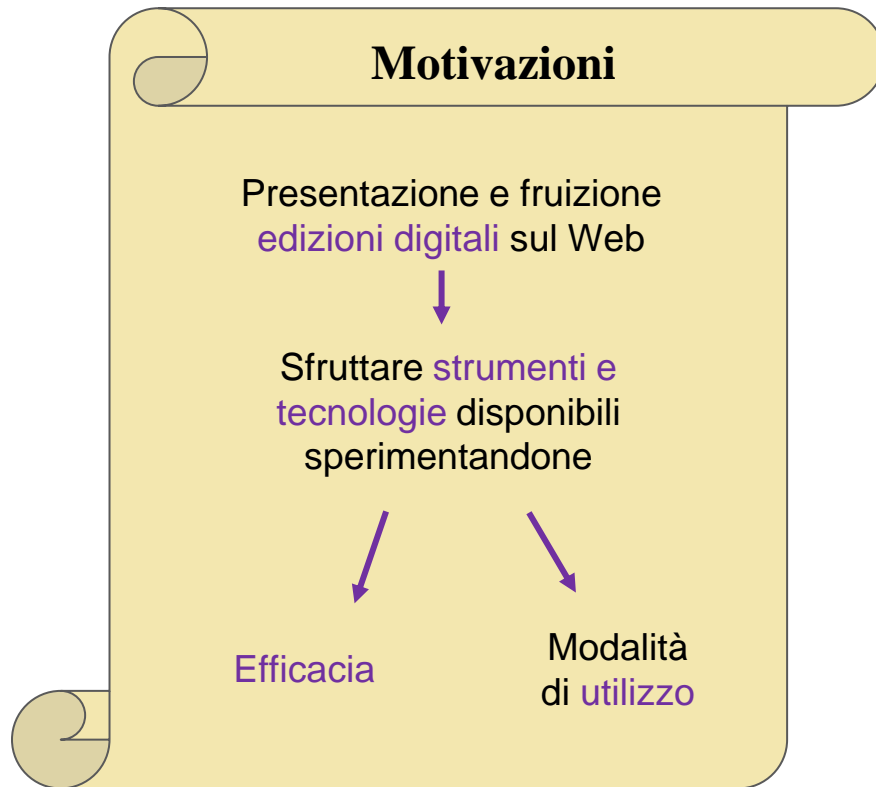 Motivazioni
Presentazione e fruizione
edizioni digitali sul Web
Sfruttare strumenti e
tecnologie disponibili
sperimentandone
Efficacia
Modalità
di utilizzo